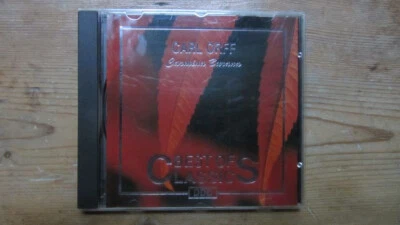 CARL ORFF
Carmina Burana
BEST OF
CLASSICS